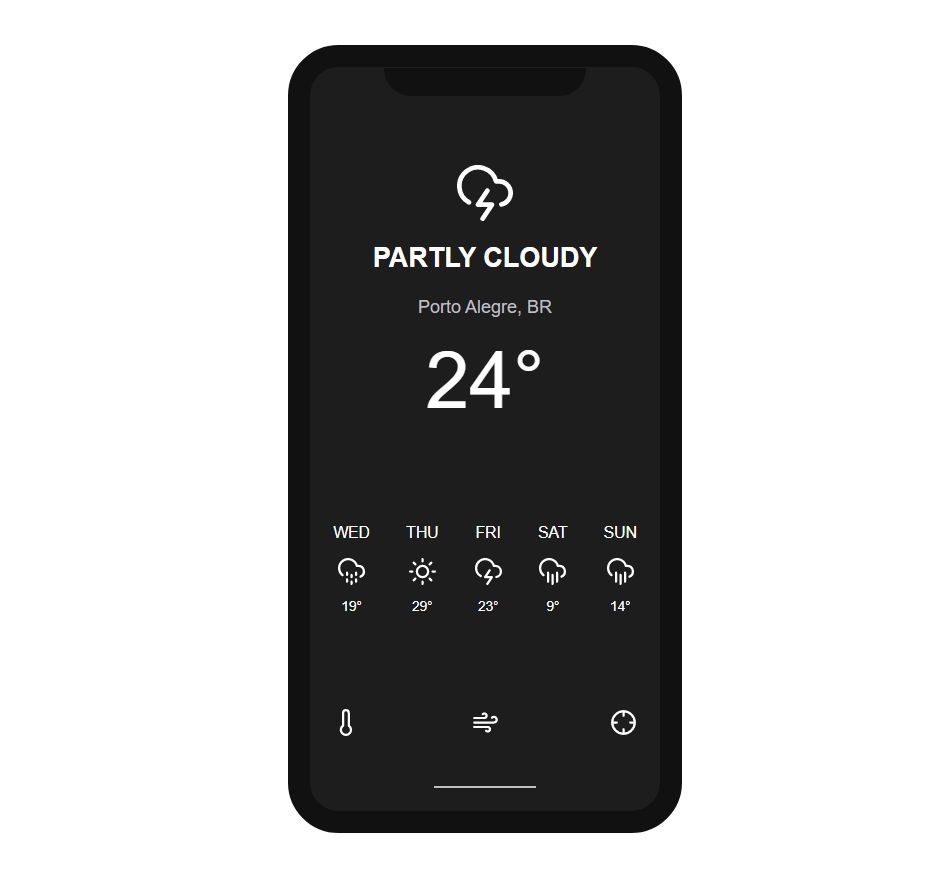 PARTLY CLOUDY
Porto Alegre, BR
24°
WED THU FRI SAT SUN
19° 29° 23° 9° 14°